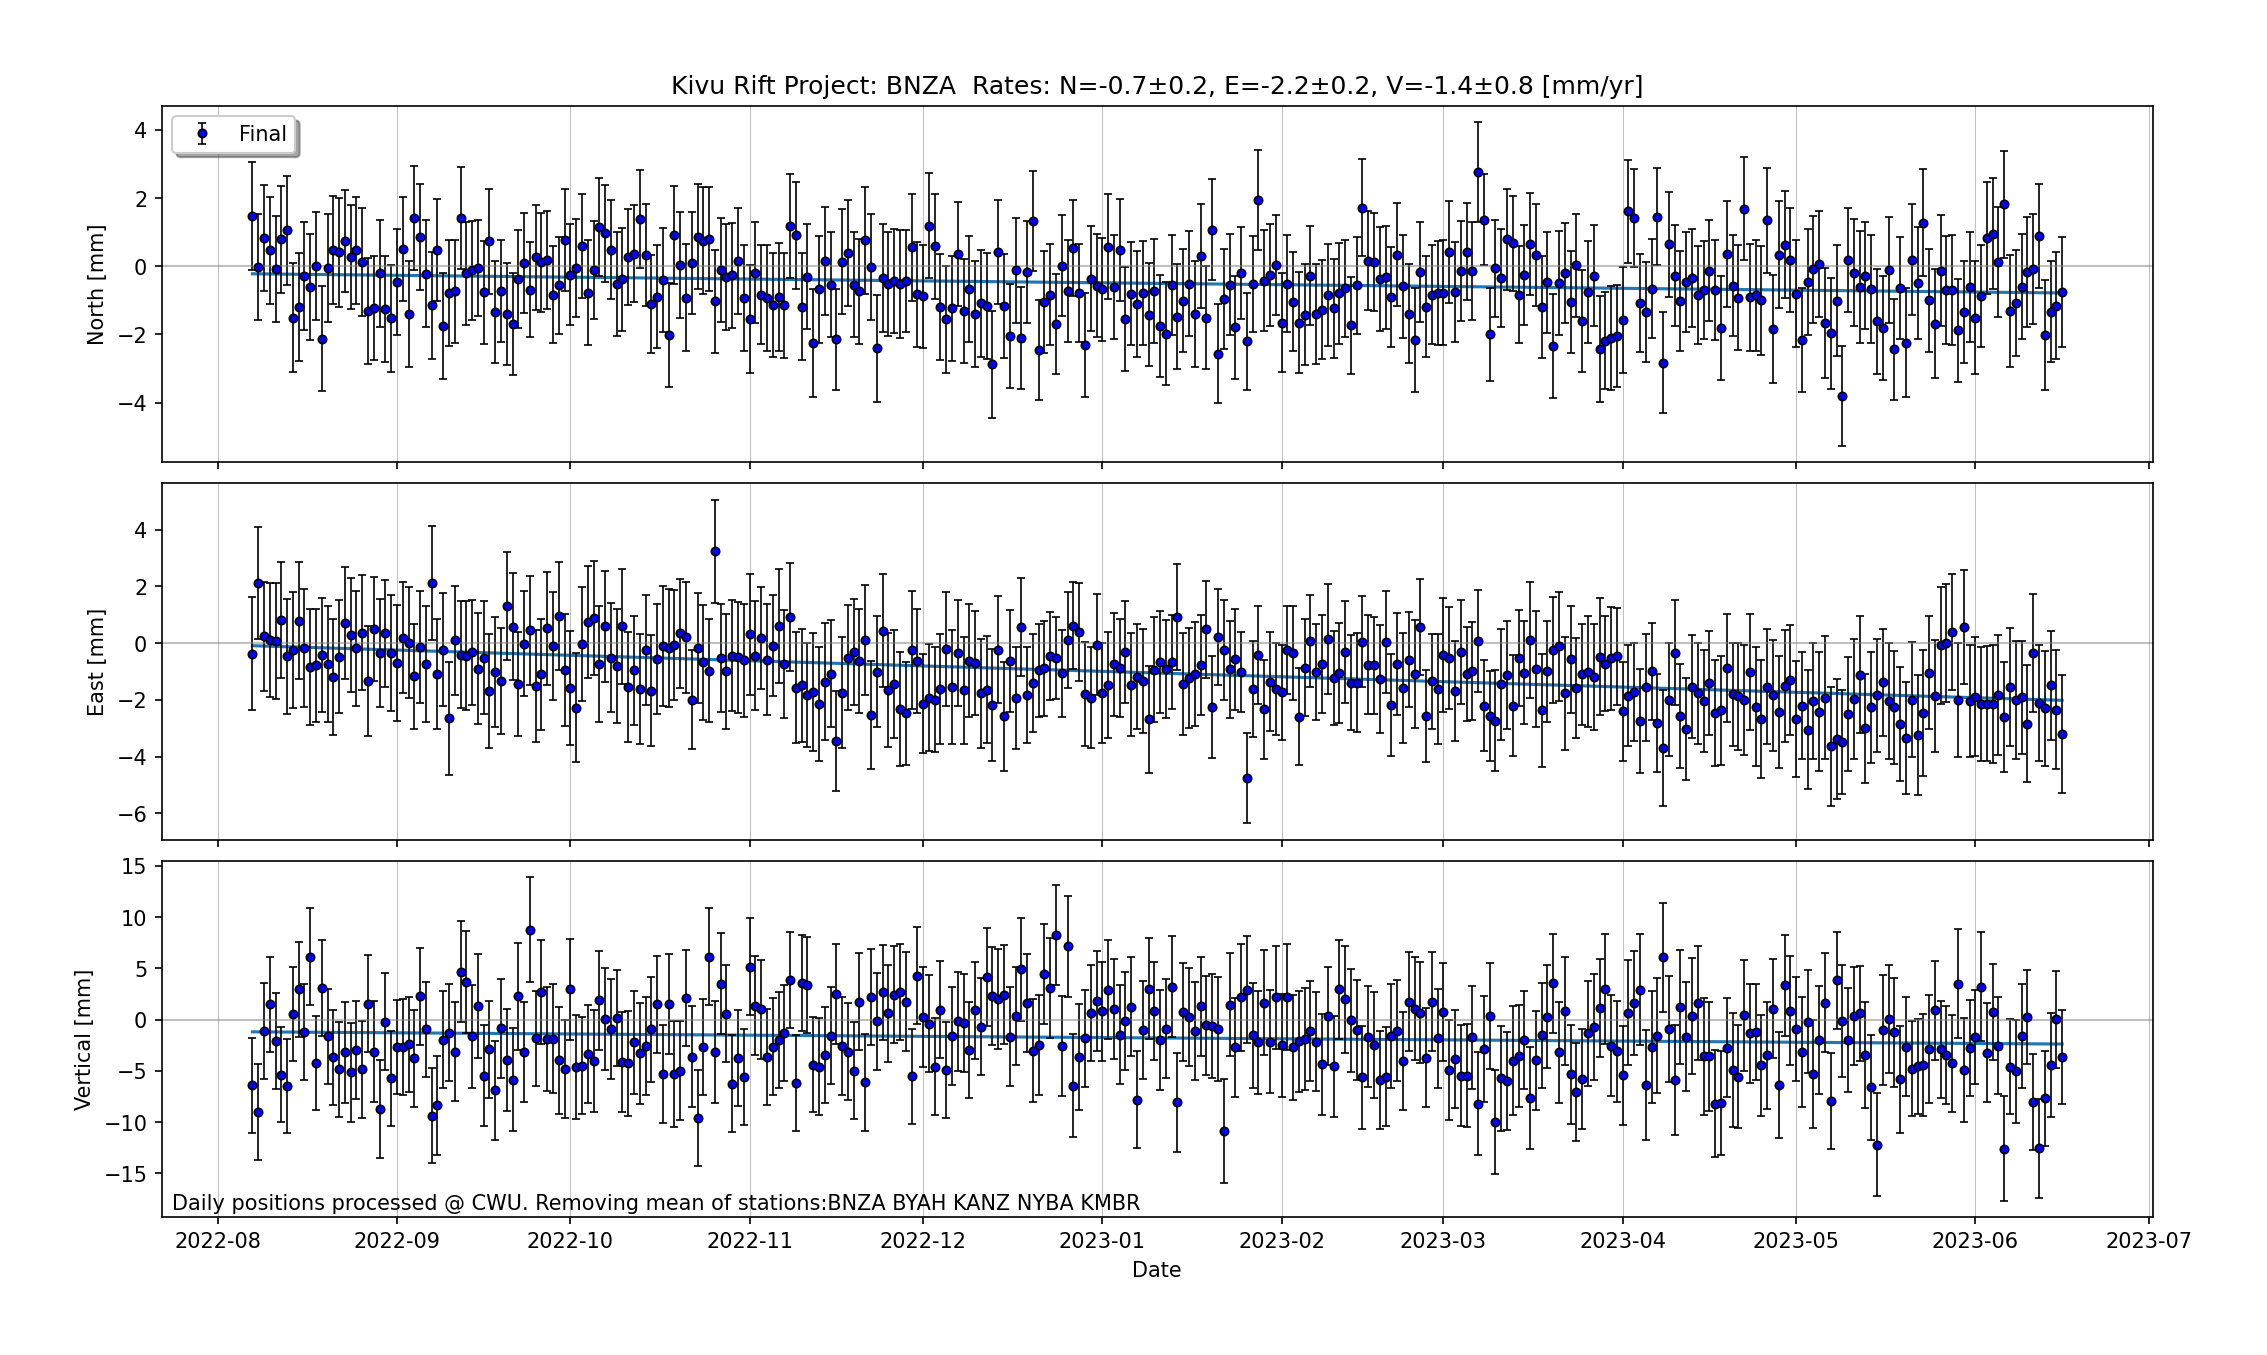 Kivu Rift Project: BNZA  Rates: N=-0.7±0.2, E=-2.2±0.2, V=-1.4±0.8 [mm/yr]
Final
4
2
0
−2
−4
North [mm]
4
2
0
−2
−4
−6
East [mm]
15
10
5
0
−5
−10
−15
Vertical [mm]
Daily positions processed @ CWU. Removing mean of stations:BNZA BYAH KANZ NYBA KMBR
2022-08 2022-09 2022-10 2022-11 2022-12 2023-01 2023-02 2023-03 2023-04 2023-05 2023-06 2023-07
Date